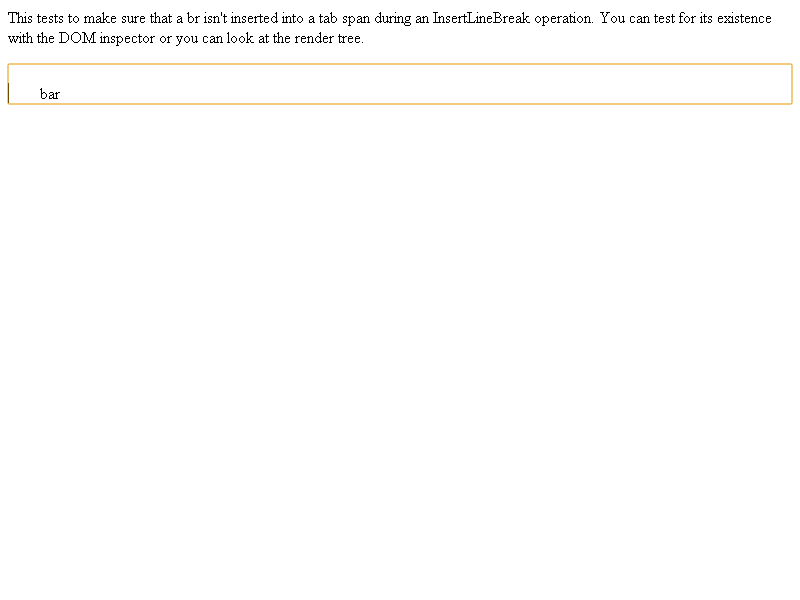 This tests to make sure that a br isn't inserted into a tab span during an InsertLineBreak operation. You can test for its existence
with the DOM inspector or you can look at the render tree.
bar